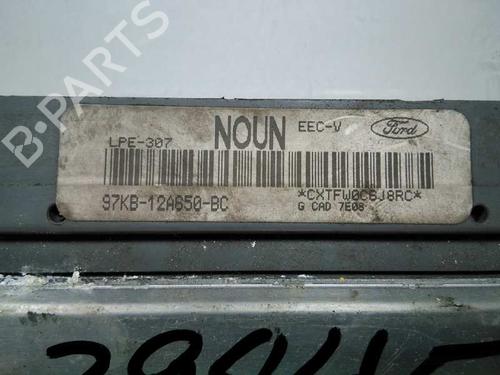 B-PARTS
LPE-307 NOUN EEC-V Ford
97KB-12A650-BC *CXTFW0C6J8RC*
G CAD 7E08